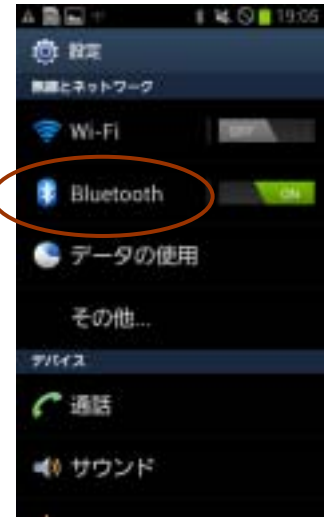 19:05
設定
無線とネットワーク
Wi-Fi
OFF
Bluetooth
ON
データの使用
その他...
デバイス
通話
サウンド